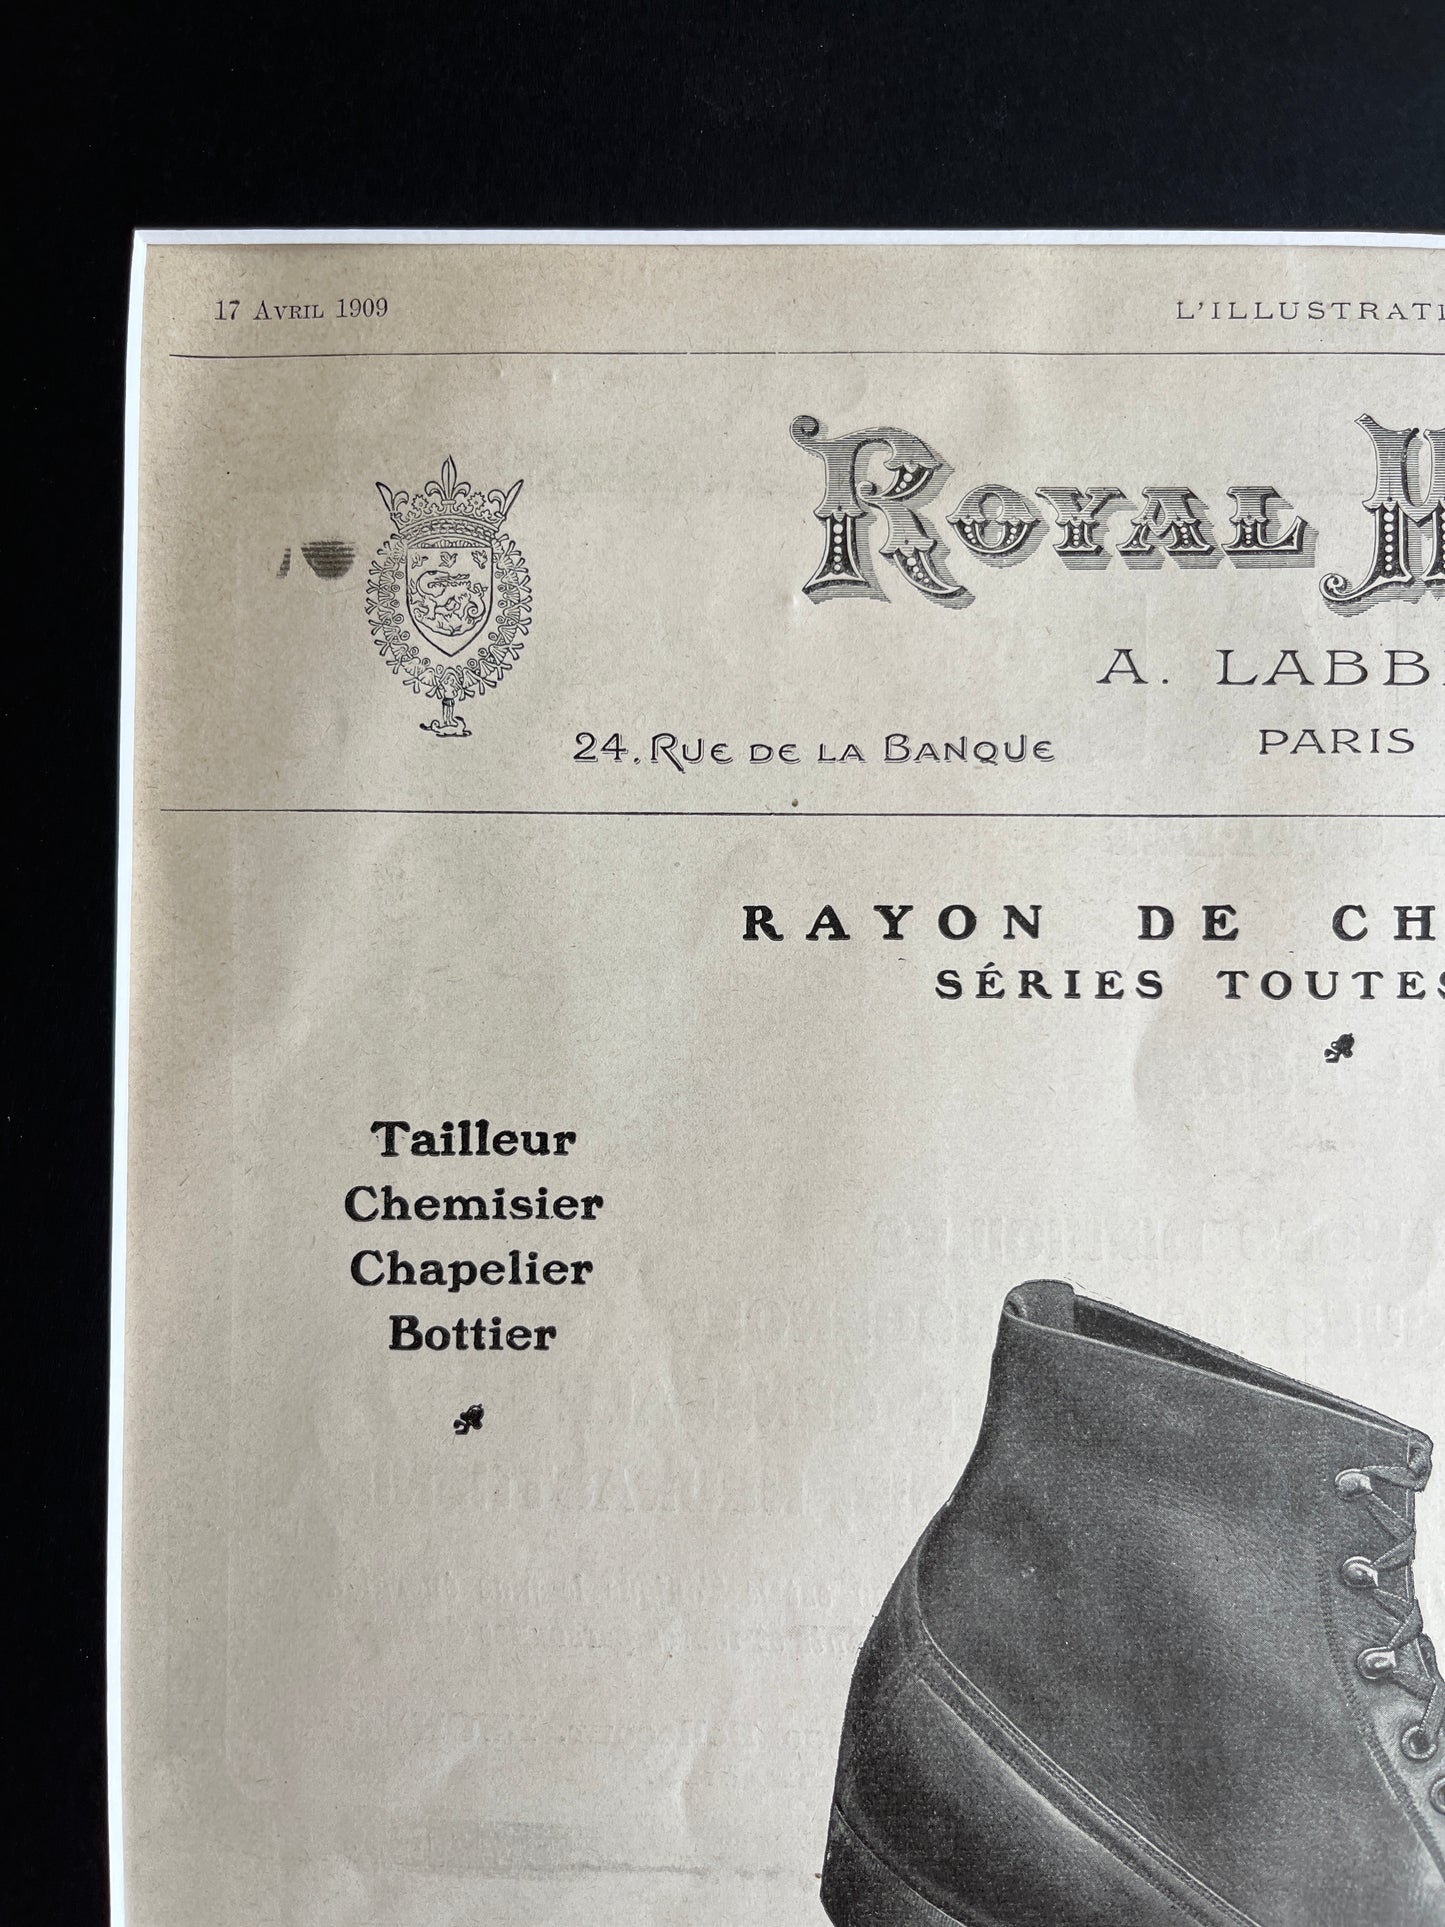 17 AVRIL 1909
L'ILLUSTRATI
ROYAL H
A. LABB
24, RUE DE LA BANQUE
PARIS
RAYON DE CH
SÉRIES TOUTES
Tailleur
Chemisier
Chapelier
Bottier